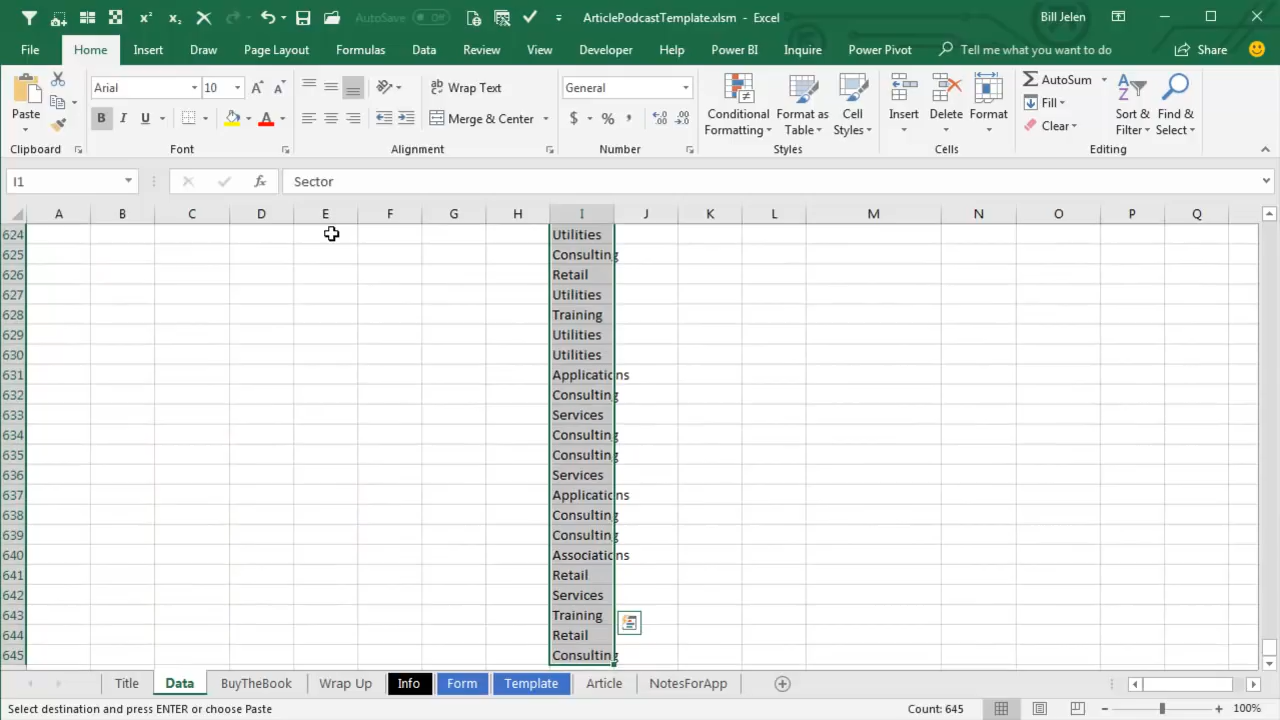 AutoSave Off
ArticlePodcastTemplate.xlsm - Excel
Bill Jelen
File Home Insert Draw Page Layout Formulas Data Review View Developer Help Inquire Power BI Power Pivot Tell me what you want to do Share
Arial 10 Wrap Text General AutoSum
Paste Merge & Center Conditional Formatting Format as Table Cell Styles Insert Delete Format Fill Sort & Filter Find & Select
B I U A $ % , Clear
Clipboard Font Alignment Number Styles Cells Editing
I1 fx Sector
A B C D E F G H I J K L M N O P Q
624 Utilities
625 Consulting
626 Retail
627 Utilities
628 Training
629 Utilities
630 Utilities
631 Applications
632 Consulting
633 Services
634 Consulting
635 Consulting
636 Services
637 Applications
638 Consulting
639 Consulting
640 Associations
641 Retail
642 Services
643 Training
644 Retail
645 Consulting
Title Data BuyTheBook Wrap Up Info Form Template Article NotesForApp
Select destination and press ENTER or choose Paste Count: 645 100%